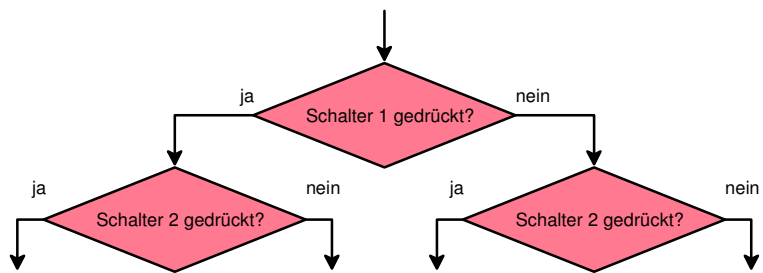 ja
nein
Schalter 1 gedrückt?
ja
nein
ja
nein
Schalter 2 gedrückt?
Schalter 2 gedrückt?